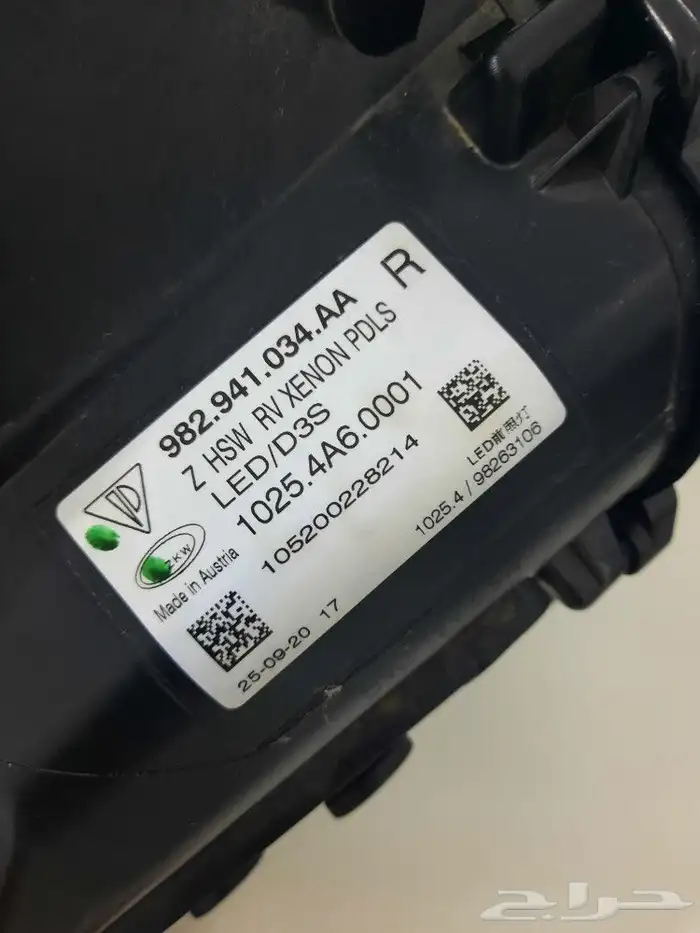 982.941.034.AA
R
Z HSW RV XENON PDLS
LED/D3S
1025.4A6.0001
105200228214
ZKW
Made in Austria
25-09-20 17
LED前照灯
1025.4 / 98263106
حراج